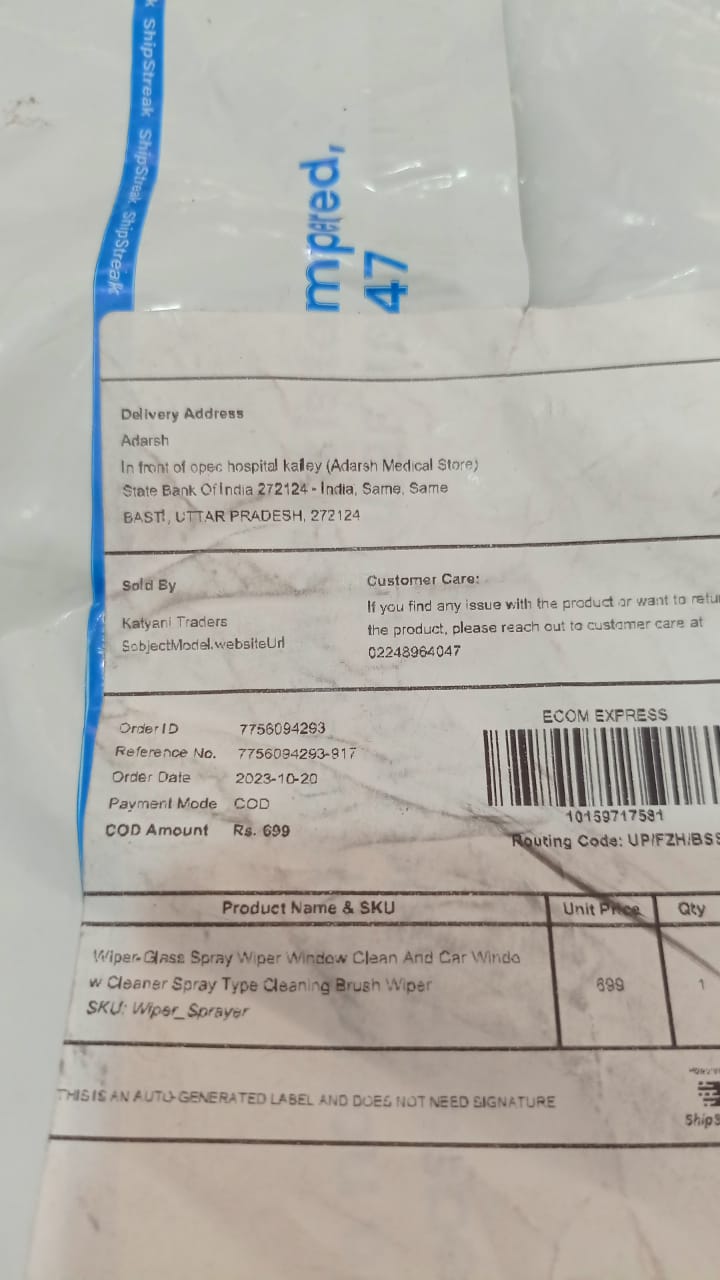 ShipStreak ShipStreak ShipStreak
mpered,
47
Delivery Address
Adarsh
In front of opec hospital kailey (Adarsh Medical Store)
State Bank Of India 272124 - India, Same, Same
BASTI, UTTAR PRADESH, 272124
Sold By
Katyani Traders
SobjectModel.websiteUrl
Customer Care:
If you find any issue with the product or want to retu
the product, please reach out to customer care at
02248964047
Order ID 7756094293
Reference No. 7756094293-917
Order Date 2023-10-20
Payment Mode COD
COD Amount Rs. 699
ECOM EXPRESS
10159717581
Routing Code: UP/FZH/BSS
Product Name & SKU Unit Price Qty
Wiper-Glass Spray Wiper Window Clean And Car Windo
w Cleaner Spray Type Cleaning Brush Wiper 699 1
SKU: Wiper_Sprayer
THIS IS AN AUTO-GENERATED LABEL AND DOES NOT NEED SIGNATURE
ShipS